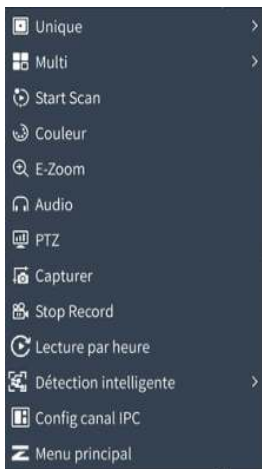 Unique
Multi
Start Scan
Couleur
E-Zoom
Audio
PTZ
Capturer
Stop Record
Lecture par heure
Détection intelligente
Config canal IPC
Menu principal